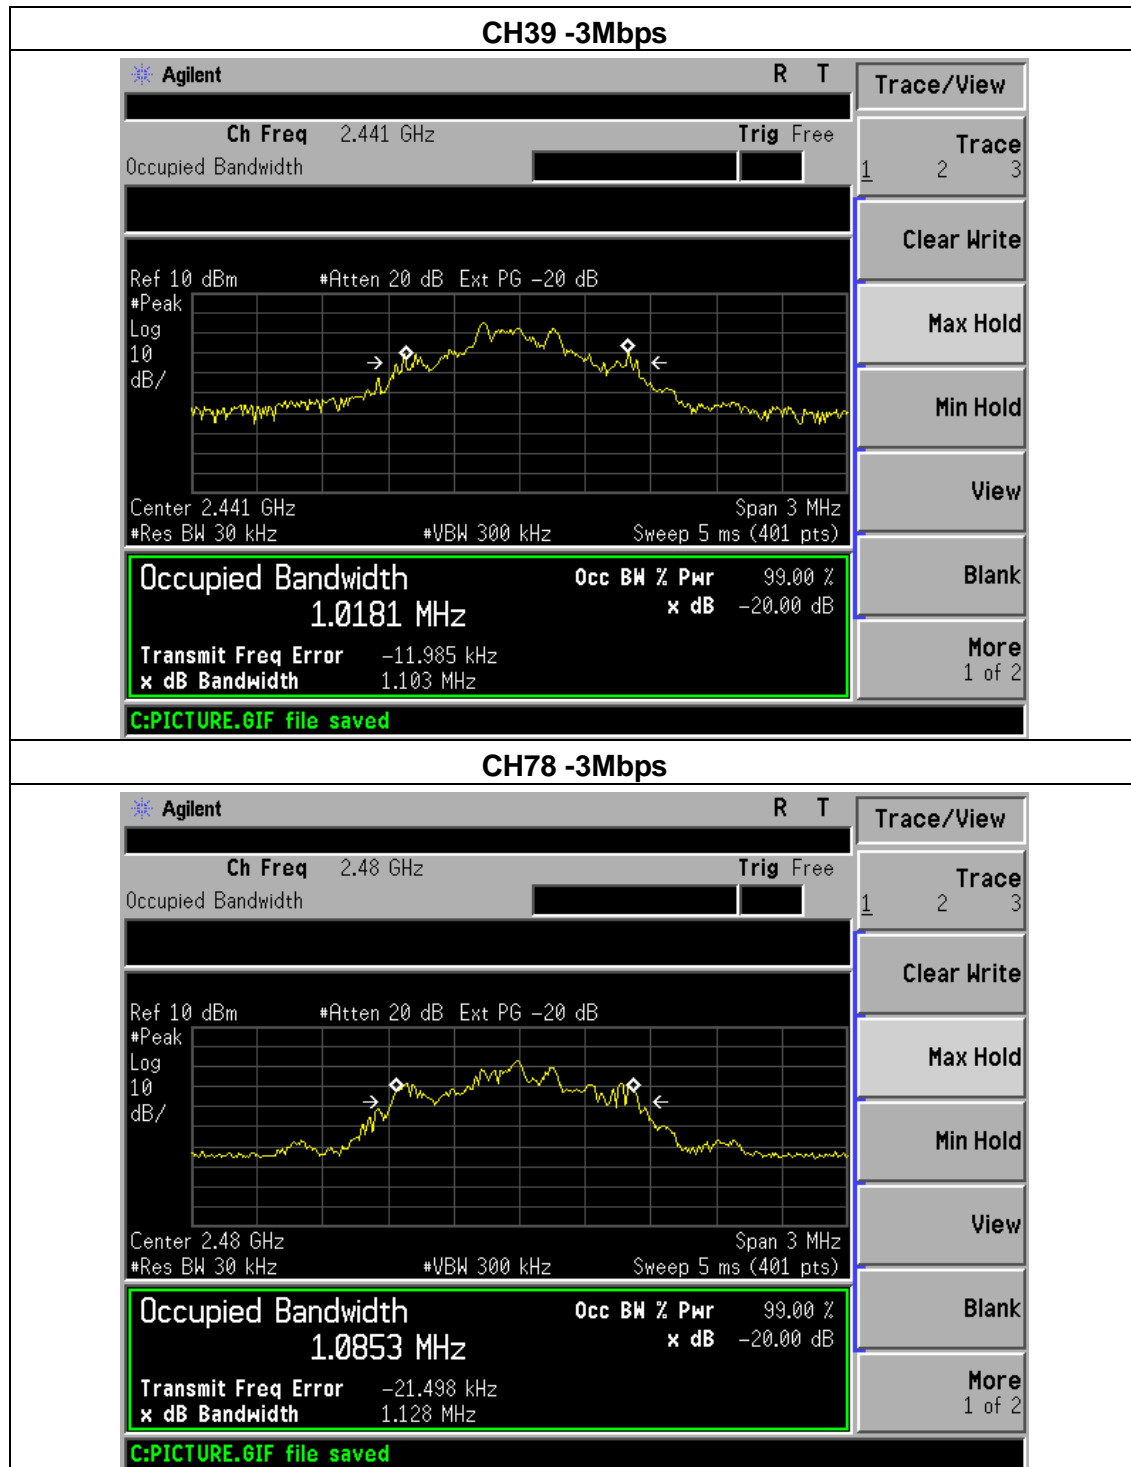 CH39 -3Mbps
Agilent R T Trace/View
Ch Freq 2.441 GHz Trig Free
Occupied Bandwidth
Trace
1 2 3
Clear Write
Max Hold
Min Hold
View
Blank
More
1 of 2
Ref 10 dBm #Atten 20 dB Ext PG -20 dB
#Peak
Log
10
dB/
Center 2.441 GHz Span 3 MHz
#Res BW 30 kHz #VBW 300 kHz Sweep 5 ms (401 pts)
Occupied Bandwidth Occ BW % Pwr 99.00 %
1.0181 MHz x dB -20.00 dB
Transmit Freq Error -11.985 kHz
x dB Bandwidth 1.103 MHz
C:PICTURE.GIF file saved
CH78 -3Mbps
Agilent R T Trace/View
Ch Freq 2.48 GHz Trig Free
Occupied Bandwidth
Trace
1 2 3
Clear Write
Max Hold
Min Hold
View
Blank
More
1 of 2
Ref 10 dBm #Atten 20 dB Ext PG -20 dB
#Peak
Log
10
dB/
Center 2.48 GHz Span 3 MHz
#Res BW 30 kHz #VBW 300 kHz Sweep 5 ms (401 pts)
Occupied Bandwidth Occ BW % Pwr 99.00 %
1.0853 MHz x dB -20.00 dB
Transmit Freq Error -21.498 kHz
x dB Bandwidth 1.128 MHz
C:PICTURE.GIF file saved